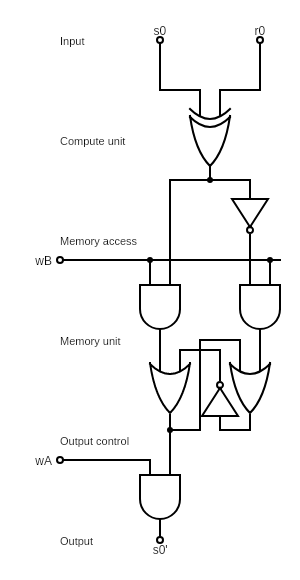 s0 r0
Input
Compute unit
Memory access
wB
Memory unit
Output control
wA
Output
s0'